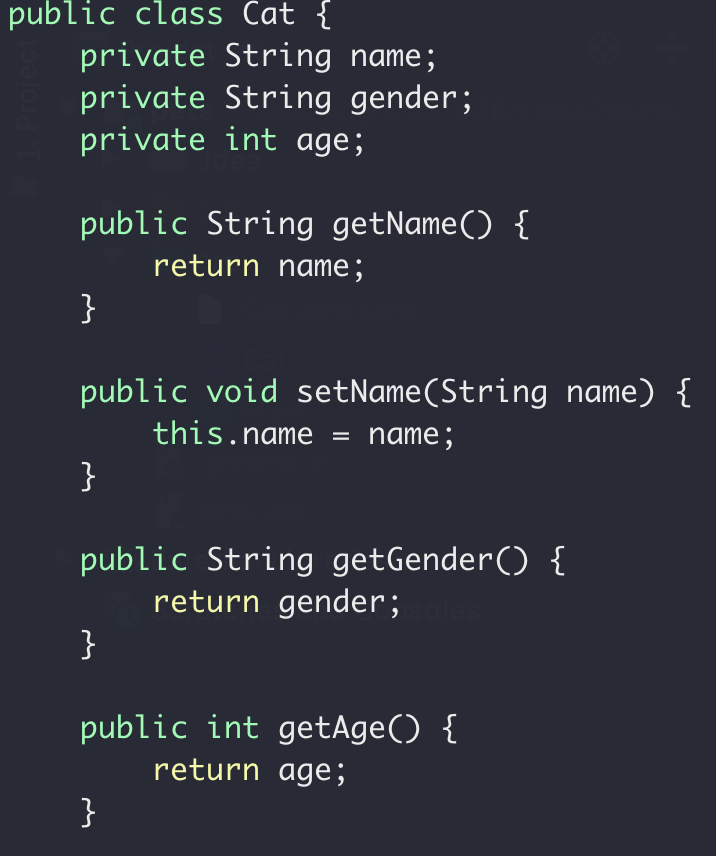 public class Cat {
    private String name;
    private String gender;
    private int age;

    public String getName() {
        return name;
    }

    public void setName(String name) {
        this.name = name;
    }

    public String getGender() {
        return gender;
    }

    public int getAge() {
        return age;
    }